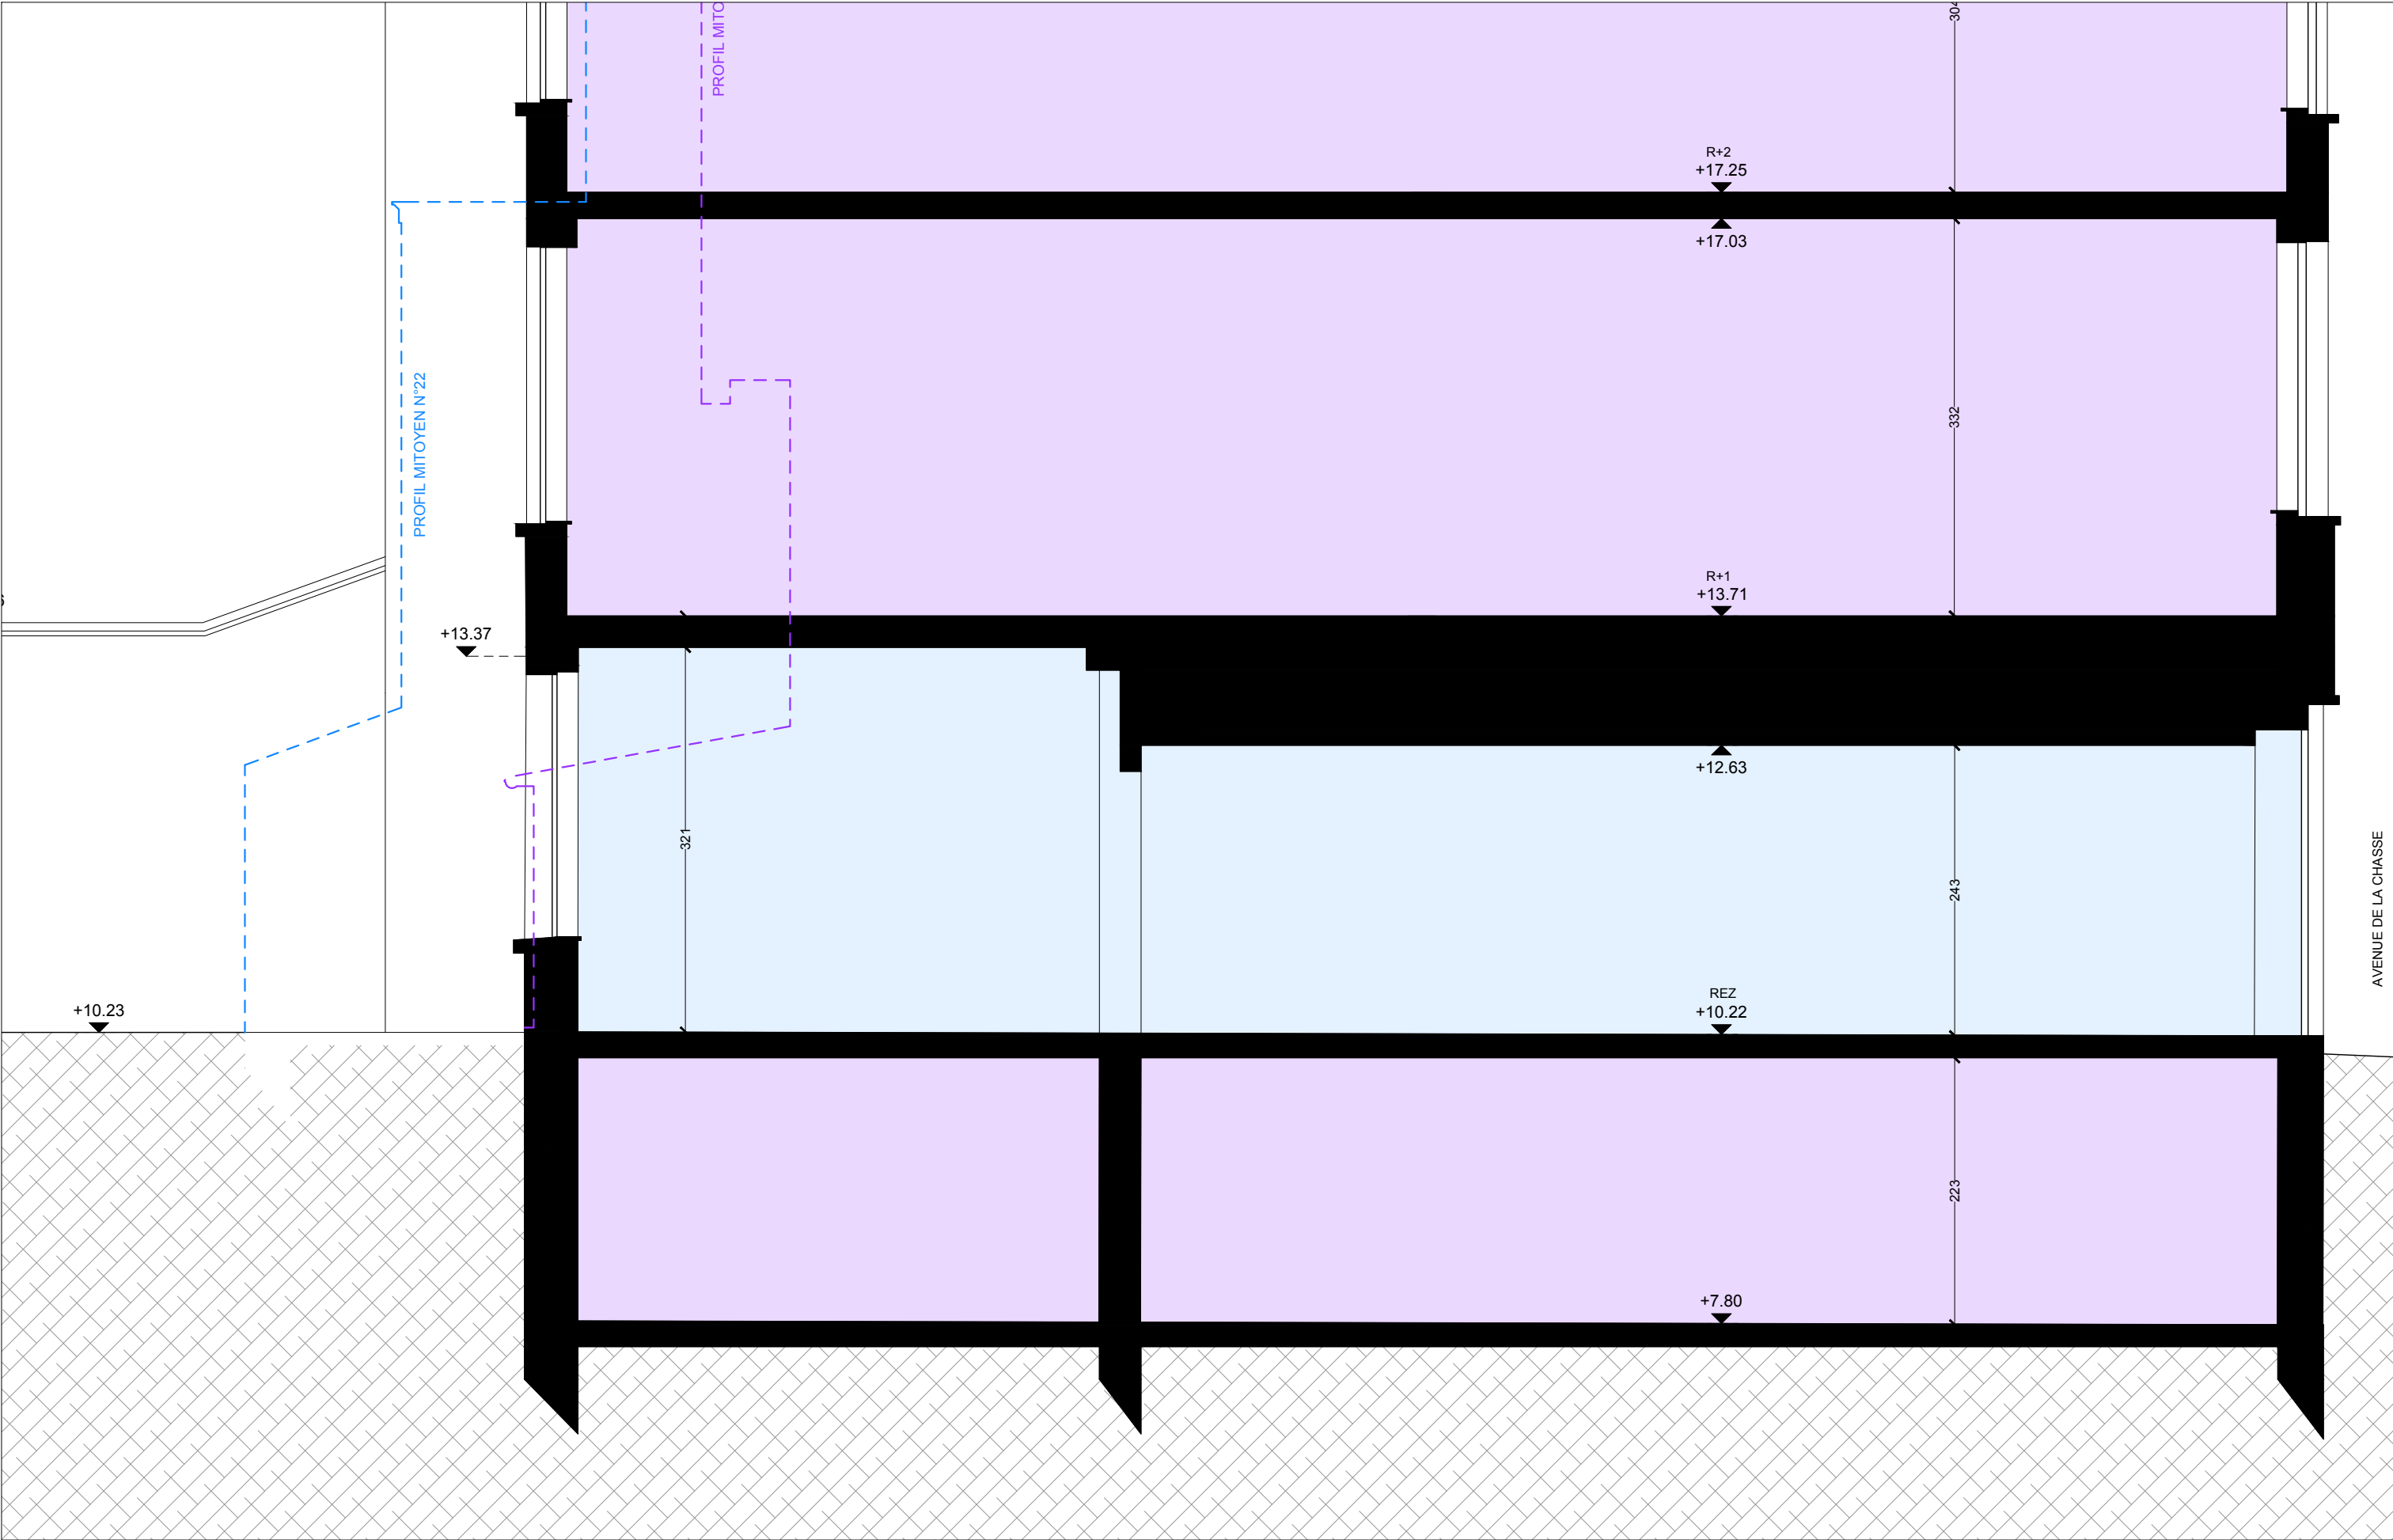 304
PROFIL MITO
R+2
+17.25
+17.03
PROFIL MITOYEN N°22
332
R+1
+13.71
+13.37
+12.63
321
243
AVENUE DE LA CHASSE
REZ
+10.22
+10.23
223
+7.80